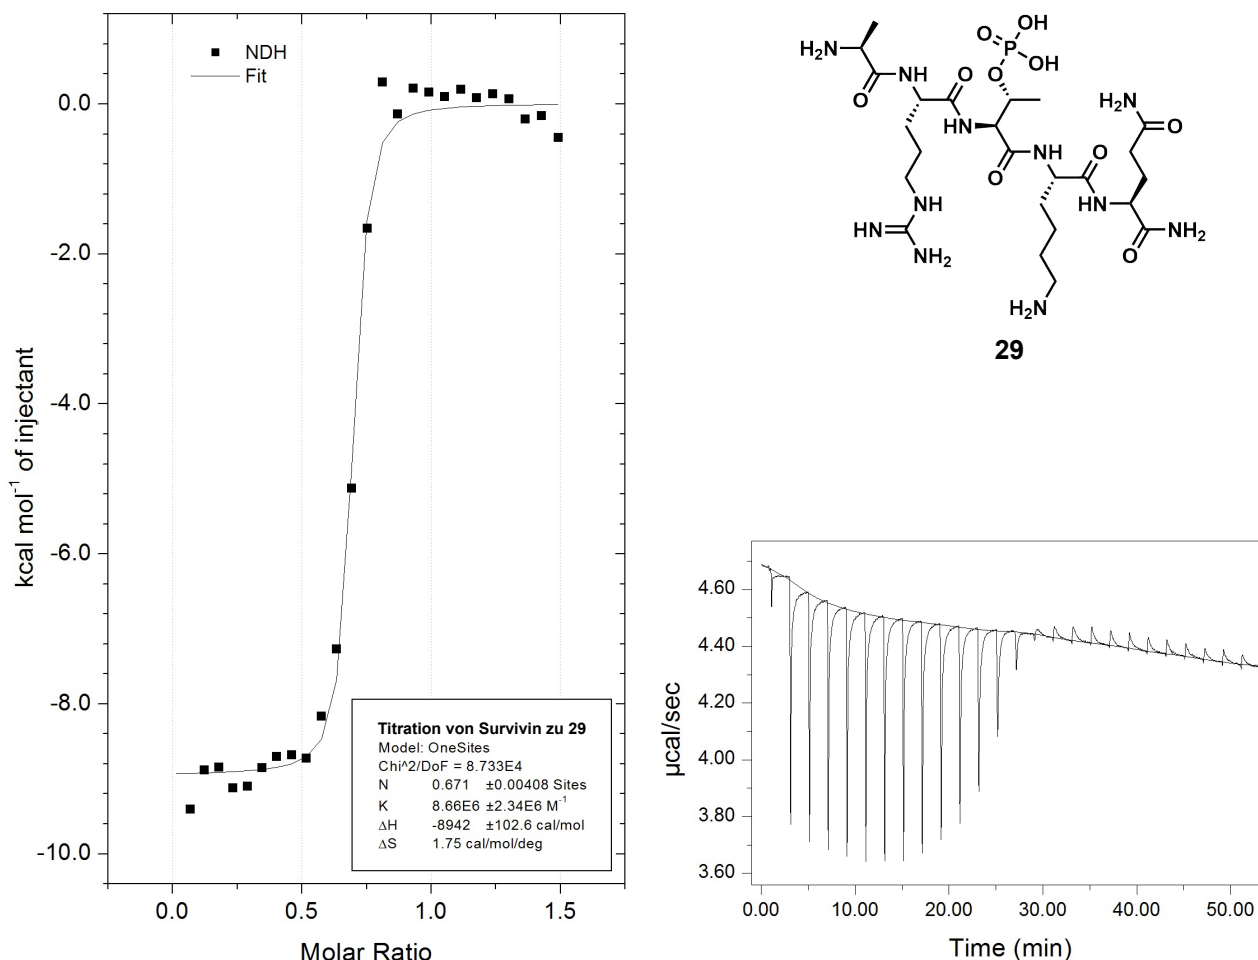 NDH
Fit
0.0
-2.0
-4.0
-6.0
-8.0
-10.0
kcal mol⁻¹ of injectant
0.0 0.5 1.0 1.5
Molar Ratio
Titration von Survivin zu 29
Model: OneSites
Chi^2/DoF = 8.733E4
N 0.671 ±0.00408 Sites
K 8.66E6 ±2.34E6 M⁻¹
ΔH -8942 ±102.6 cal/mol
ΔS 1.75 cal/mol/deg
OH
O
P
OH
H₂N
O
NH
O
O
H₂N
O
HN
NH
O
O
NH
HN
HN
NH₂
O
NH₂
H₂N
29
4.60
4.40
4.20
4.00
3.80
3.60
µcal/sec
0.00 10.00 20.00 30.00 40.00 50.00
Time (min)